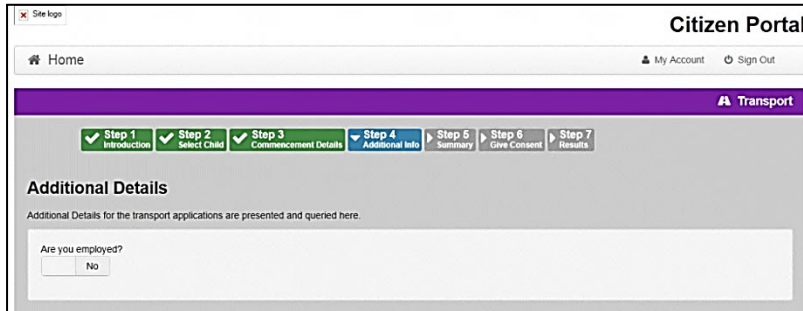 Site logo
Citizen Portal
Home
My Account
Sign Out
Transport
Step 1
Introduction
Step 2
Select Child
Step 3
Commencement Details
Step 4
Additional Info
Step 5
Summary
Step 6
Give Consent
Step 7
Results
Additional Details
Additional Details for the transport applications are presented and queried here.
Are you employed?
No